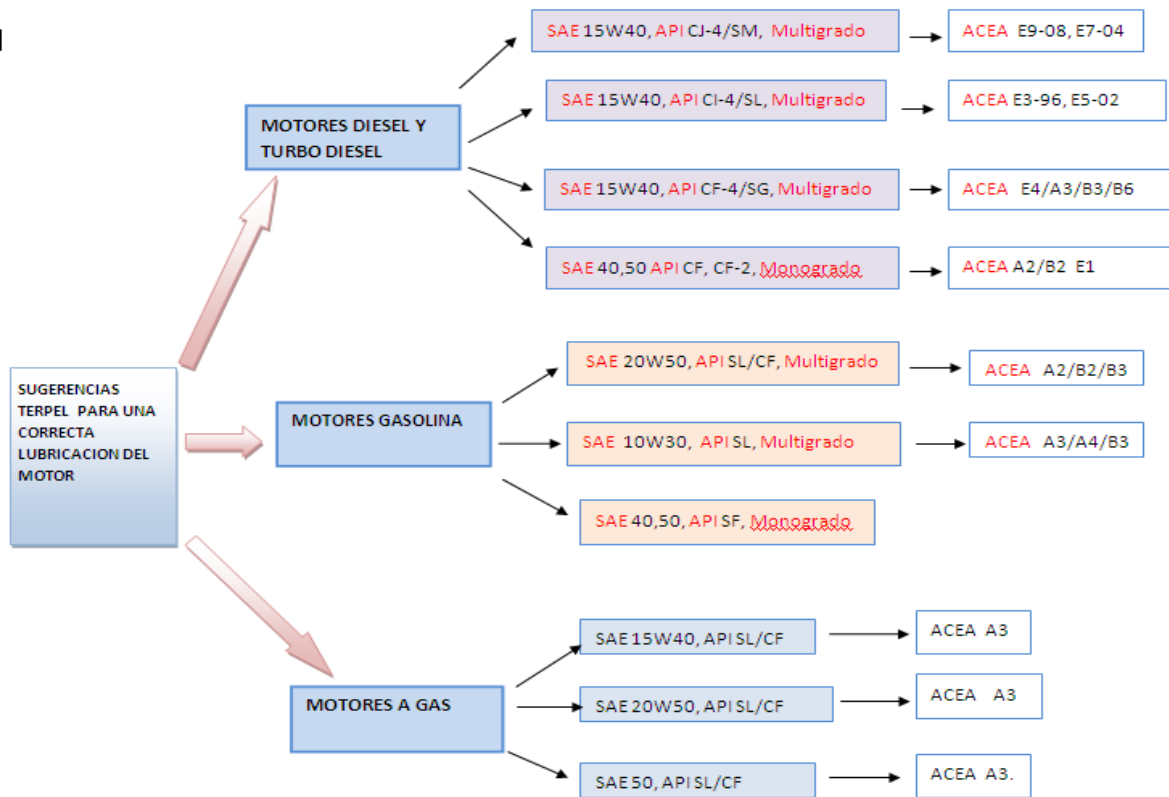 SAE 15W40, API CJ-4/SM, Multigrado
ACEA E9-08, E7-04
SAE 15W40, API CI-4/SL, Multigrado
ACEA E3-96, E5-02
MOTORES DIESEL Y
TURBO DIESEL
SAE 15W40, API CF-4/SG, Multigrado
ACEA E4/A3/B3/B6
SAE 40,50 API CF, CF-2, Monogrado
ACEA A2/B2 E1
SUGERENCIAS
TERPEL PARA UNA
CORRECTA
LUBRICACION DEL
MOTOR
MOTORES GASOLINA
SAE 20W50, API SL/CF, Multigrado
ACEA A2/B2/B3
SAE 10W30, API SL, Multigrado
ACEA A3/A4/B3
SAE 40,50, API SF, Monogrado
MOTORES A GAS
SAE 15W40, API SL/CF
ACEA A3
SAE 20W50, API SL/CF
ACEA A3
SAE 50, API SL/CF
ACEA A3.